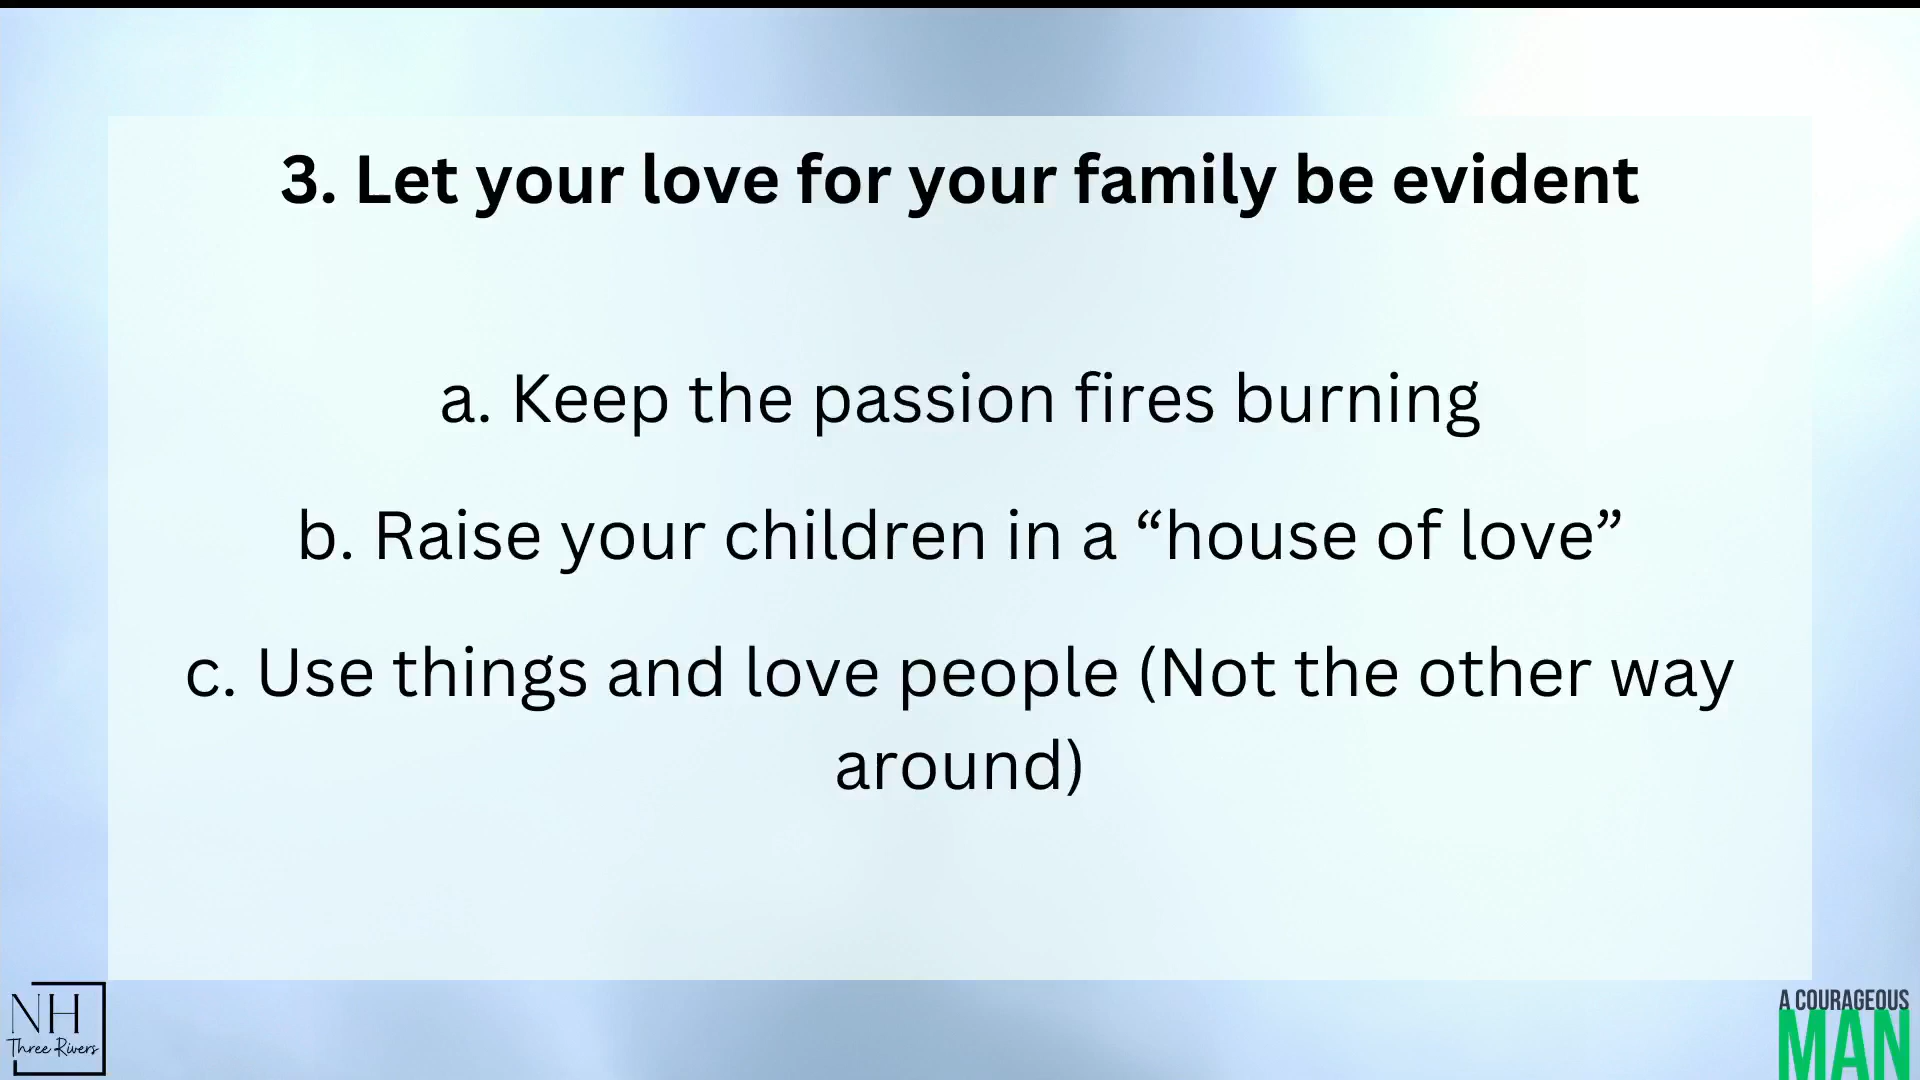 3. Let your love for your family be evident
a. Keep the passion fires burning
b. Raise your children in a “house of love”
c. Use things and love people (Not the other way
around)
NH
Three Rivers
A COURAGEOUS
MAN